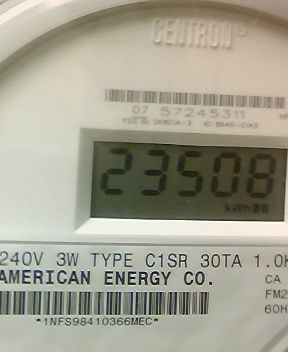 CENTRON®
07 57245311
23508
kWh
240V 3W TYPE C1SR 30TA 1.0K
AMERICAN ENERGY CO.
CA
FM2
60H
*1NFS98410366MEC*